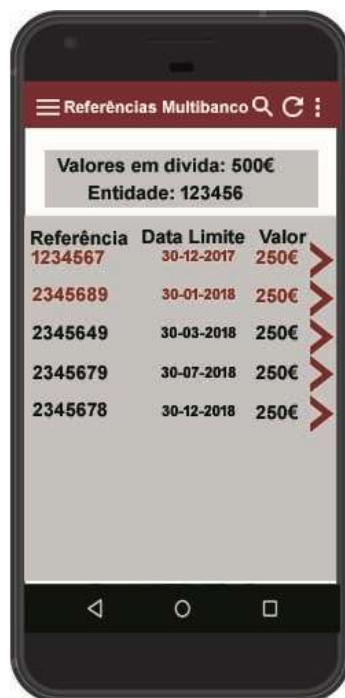 Referências Multibanco
Valores em divida: 500€
Entidade: 123456
Referência Data Limite Valor
1234567 30-12-2017 250€
2345689 30-01-2018 250€
2345649 30-03-2018 250€
2345679 30-07-2018 250€
2345678 30-12-2018 250€